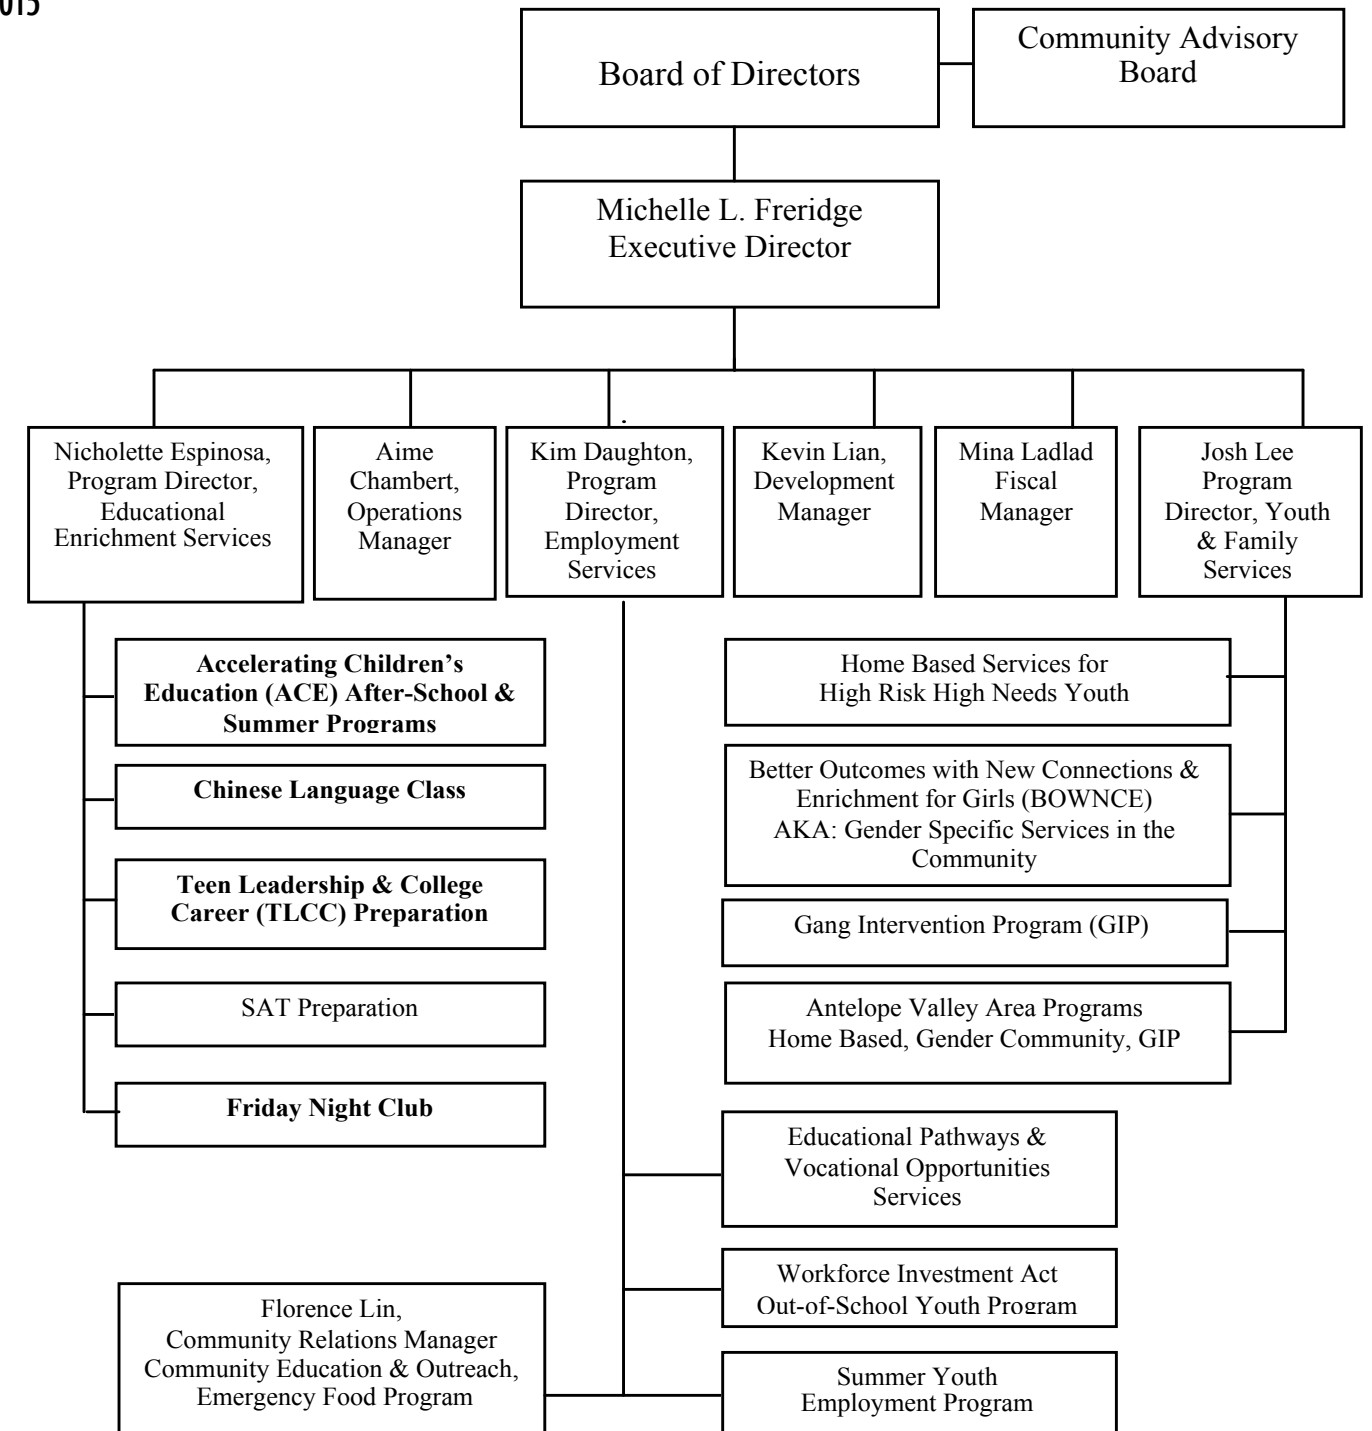 Board of Directors
Community Advisory
Board
Michelle L. Freridge
Executive Director
Nicholette Espinosa,
Program Director,
Educational
Enrichment Services
Aime
Chambert,
Operations
Manager
Kim Daughton,
Program
Director,
Employment
Services
Kevin Lian,
Development
Manager
Mina Ladlad
Fiscal
Manager
Josh Lee
Program
Director, Youth
& Family
Services
Accelerating Children’s
Education (ACE) After-School &
Summer Programs
Chinese Language Class
Teen Leadership & College
Career (TLCC) Preparation
SAT Preparation
Friday Night Club
Home Based Services for
High Risk High Needs Youth
Better Outcomes with New Connections &
Enrichment for Girls (BOWNCE)
AKA: Gender Specific Services in the
Community
Gang Intervention Program (GIP)
Antelope Valley Area Programs
Home Based, Gender Community, GIP
Educational Pathways &
Vocational Opportunities
Services
Workforce Investment Act
Out-of-School Youth Program
Summer Youth
Employment Program
Florence Lin,
Community Relations Manager
Community Education & Outreach,
Emergency Food Program